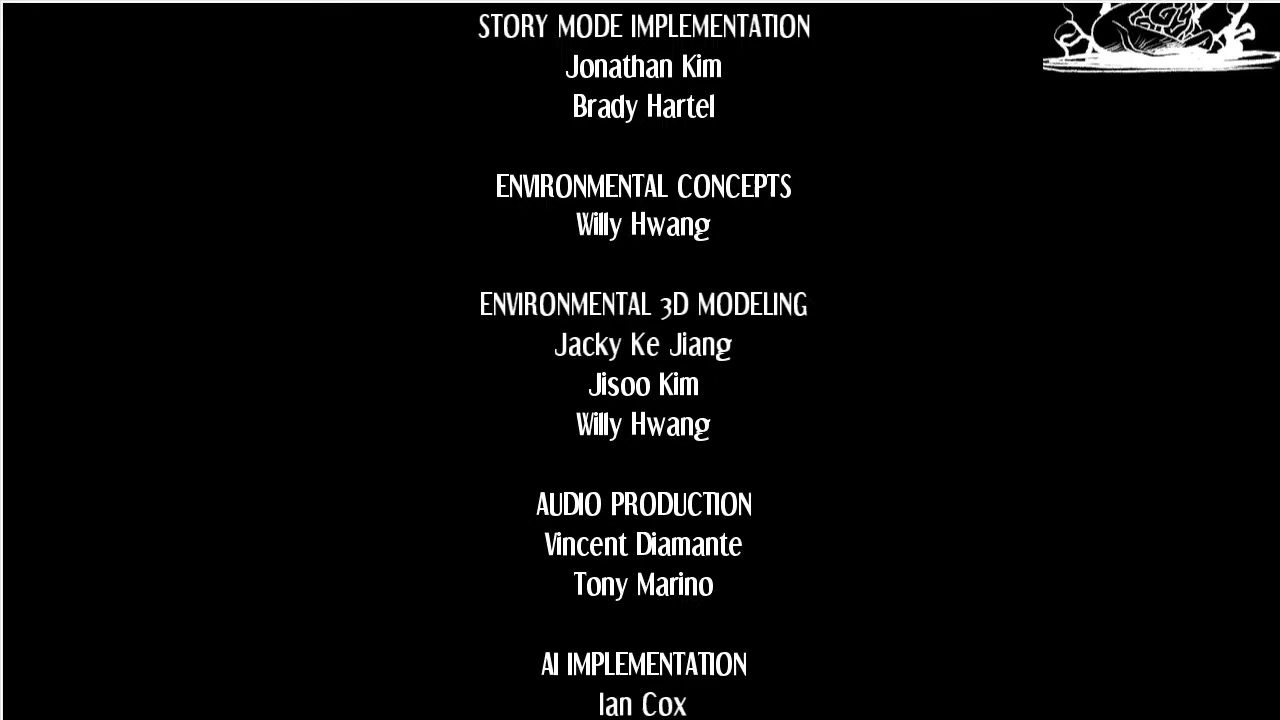 STORY MODE IMPLEMENTATION
Jonathan Kim
Brady Hartel
ENVIRONMENTAL CONCEPTS
Willy Hwang
ENVIRONMENTAL 3D MODELING
Jacky Ke Jiang
Jisoo Kim
Willy Hwang
AUDIO PRODUCTION
Vincent Diamante
Tony Marino
AI IMPLEMENTATION
Ian Cox